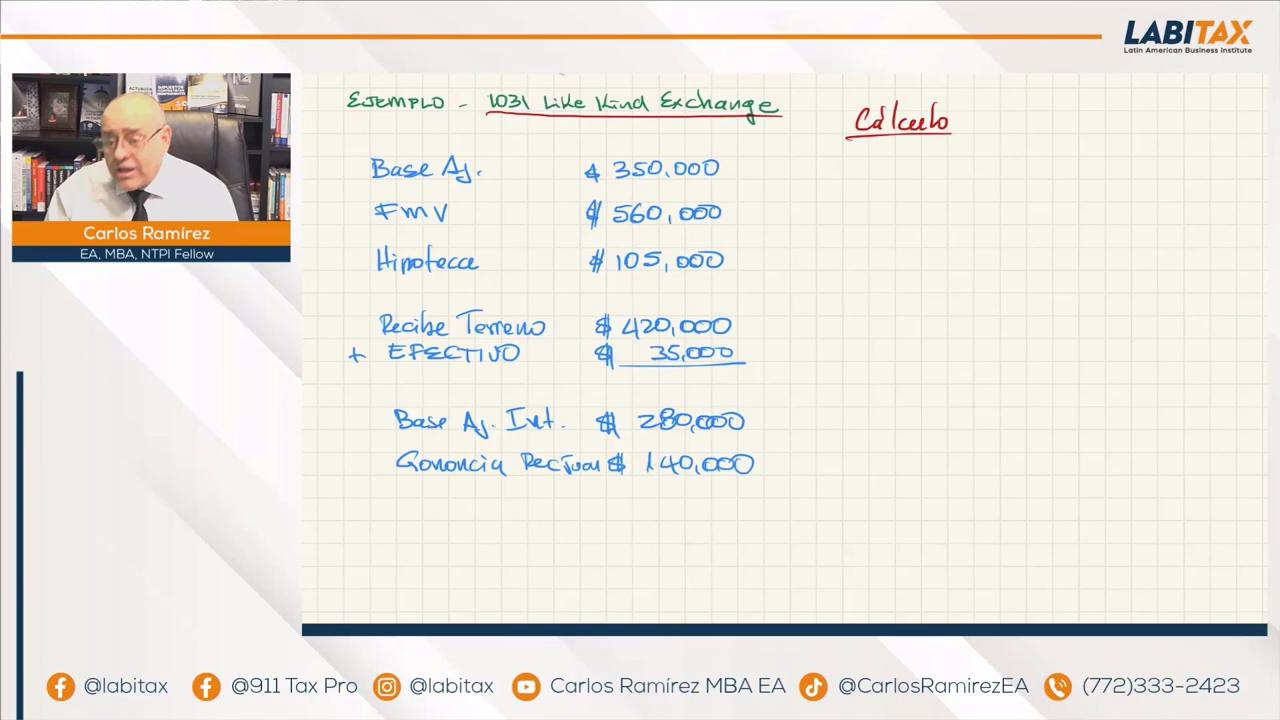 LABITAX
Latin American Business Institute
EJEMPLO - 1031 Like Kind Exchange
Cálculo
Base Aj. $ 350,000
FMV $ 560,000
Hipoteca $ 105,000
Recibe Terreno $ 420,000
+ EFECTIVO $ 35,000
Base Aj. Int. $ 280,000
Ganancia $ 140,000
Carlos Ramírez
EA, MBA, NTPI Fellow
@labitax
@911 Tax Pro
@labitax
Carlos Ramírez MBA EA
@CarlosRamirezEA
(772)333-2423